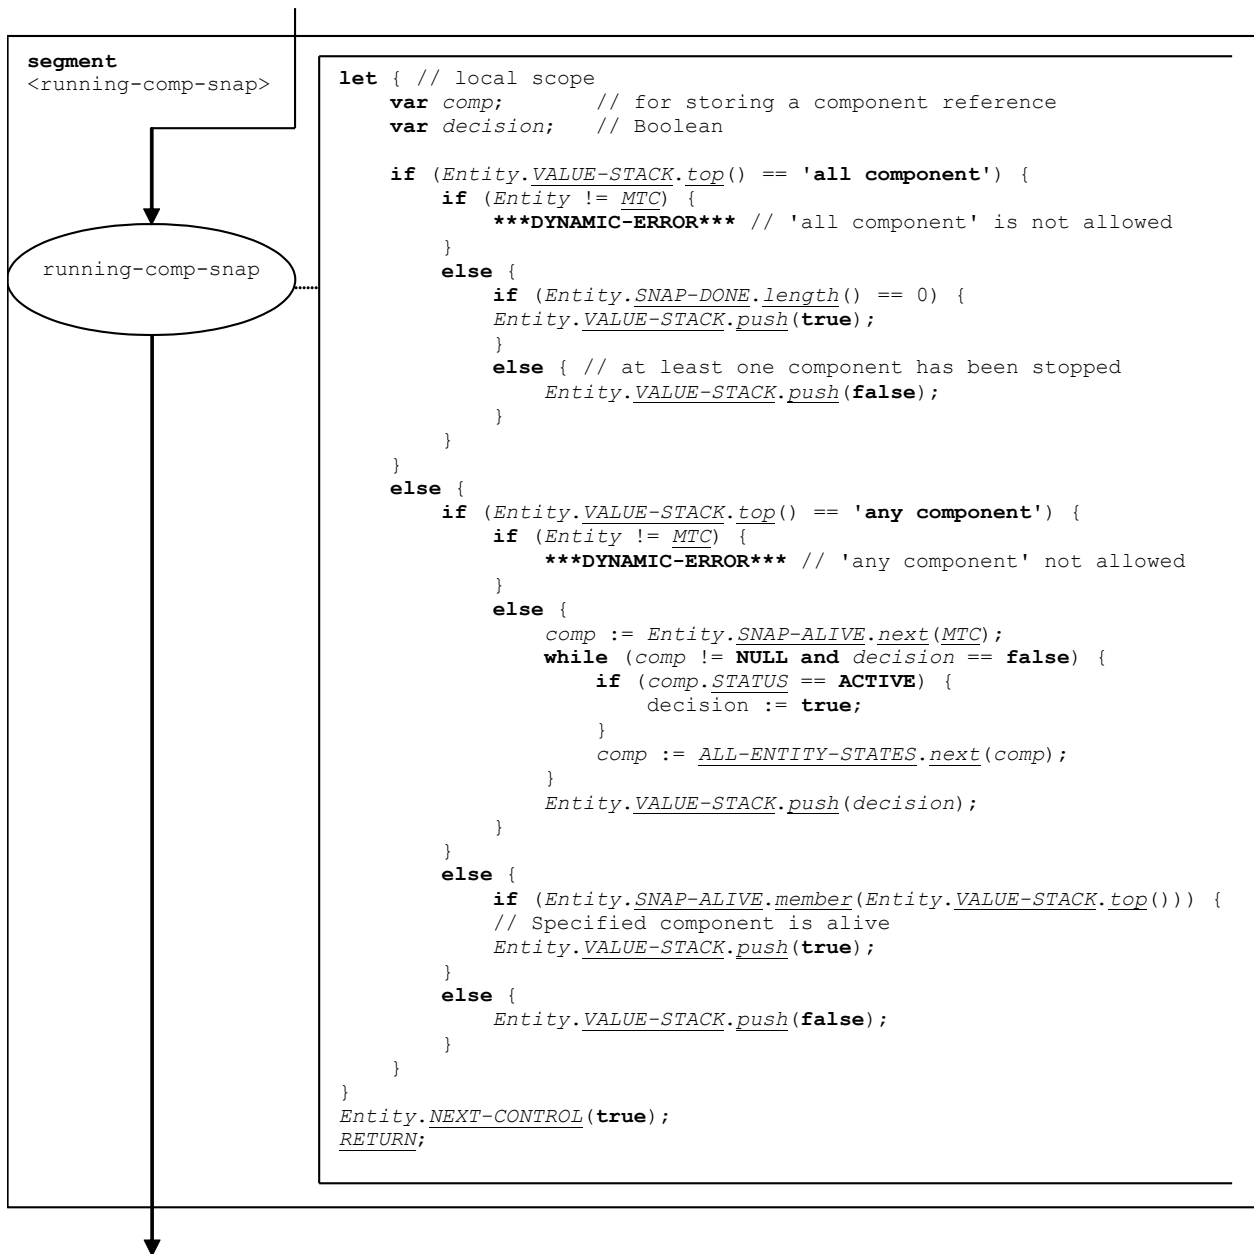 segment
<running-comp-snap>
running-comp-snap
let { // local scope
    var comp;       // for storing a component reference
    var decision;   // Boolean
    if (Entity.VALUE-STACK.top() == 'all component') {
        if (Entity != MTC) {
            ***DYNAMIC-ERROR*** // 'all component' is not allowed
        }
        else {
            if (Entity.SNAP-DONE.length() == 0) {
            Entity.VALUE-STACK.push(true);
            }
            else { // at least one component has been stopped
                Entity.VALUE-STACK.push(false);
            }
        }
    }
    else {
        if (Entity.VALUE-STACK.top() == 'any component') {
            if (Entity != MTC) {
                ***DYNAMIC-ERROR*** // 'any component' not allowed
            }
            else {
                comp := Entity.SNAP-ALIVE.next(MTC);
                while (comp != NULL and decision == false) {
                    if (comp.STATUS == ACTIVE) {
                        decision := true;
                    }
                    comp := ALL-ENTITY-STATES.next(comp);
                }
                Entity.VALUE-STACK.push(decision);
            }
        }
        else {
            if (Entity.SNAP-ALIVE.member(Entity.VALUE-STACK.top())) {
            // Specified component is alive
            Entity.VALUE-STACK.push(true);
        }
        else {
            Entity.VALUE-STACK.push(false);
        }
    }
}
Entity.NEXT-CONTROL(true);
RETURN;